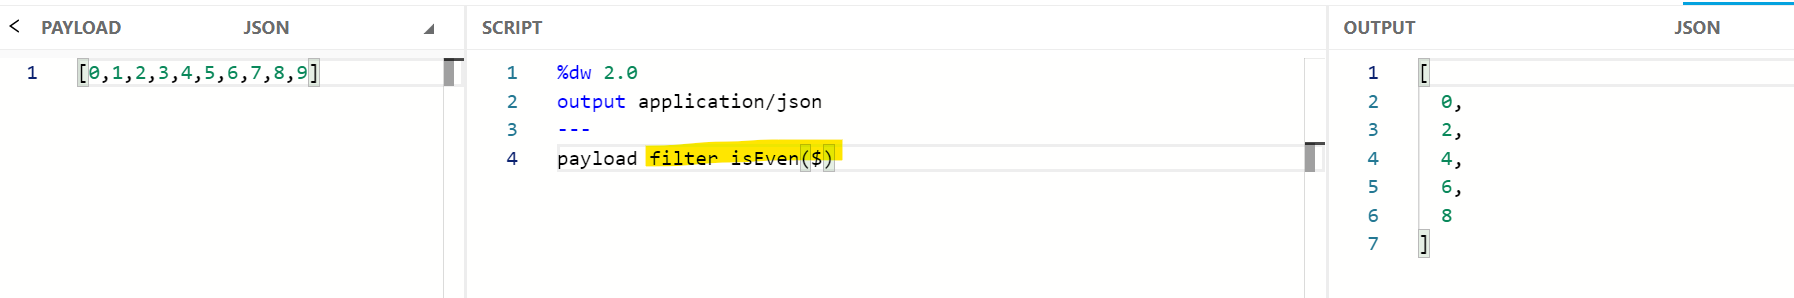 < PAYLOAD JSON
1 [0,1,2,3,4,5,6,7,8,9]
SCRIPT
1 %dw 2.0
2 output application/json
3 ---
4 payload filter isEven($)
OUTPUT JSON
1 [
2 0,
3 2,
4 4,
5 6,
6 8
7 ]